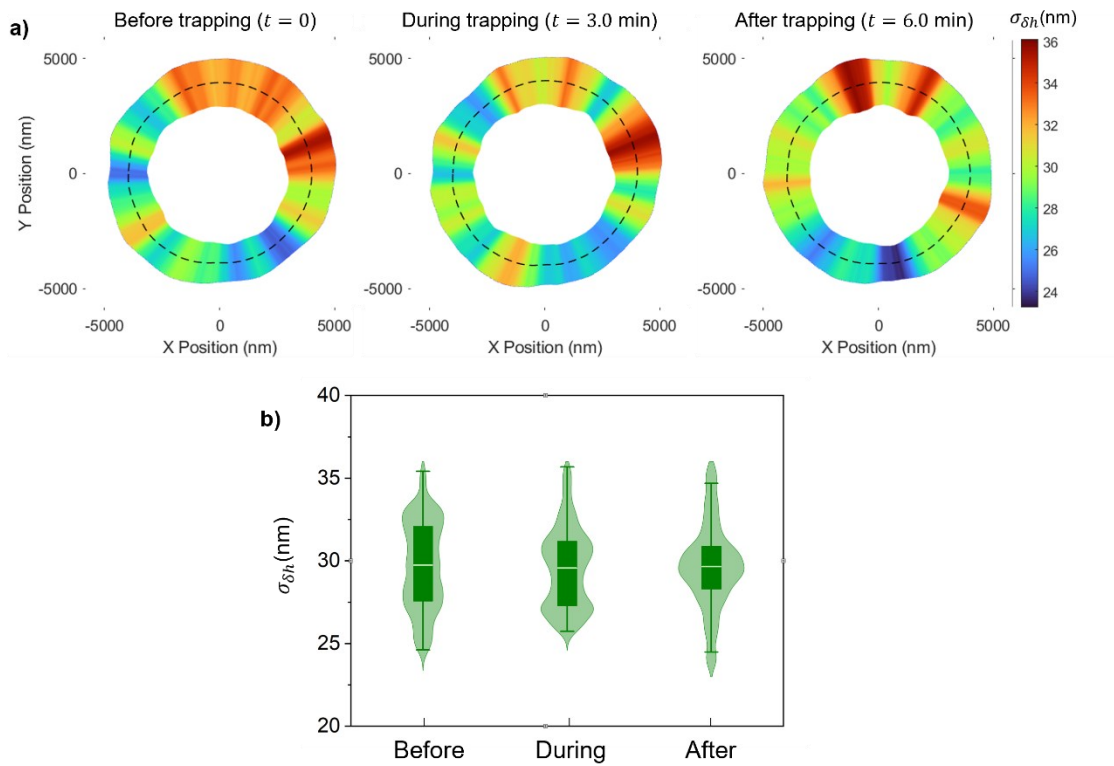 a)
Before trapping (𝑡 = 0)
During trapping (𝑡 = 3.0 min)
After trapping (𝑡 = 6.0 min)
σ_δh(nm)
Y Position (nm)
5000
0
-5000
-5000
0
5000
X Position (nm)
5000
0
-5000
-5000
0
5000
X Position (nm)
5000
0
-5000
-5000
0
5000
X Position (nm)
36
34
32
30
28
26
24
b)
σ_δh(nm)
40
35
30
25
20
Before
During
After